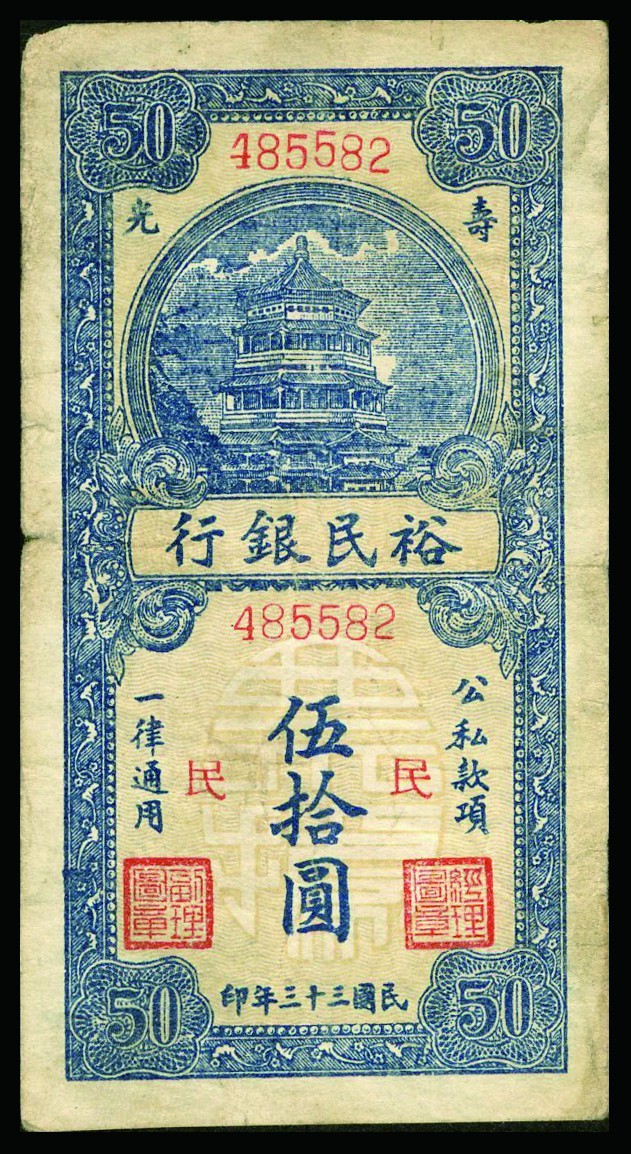 50 50
485582
壽光
裕民銀行
485582
公私款項
伍拾圓
一律通用
民 民
經理圖章
副理圖章
民國三十三年印
50 50